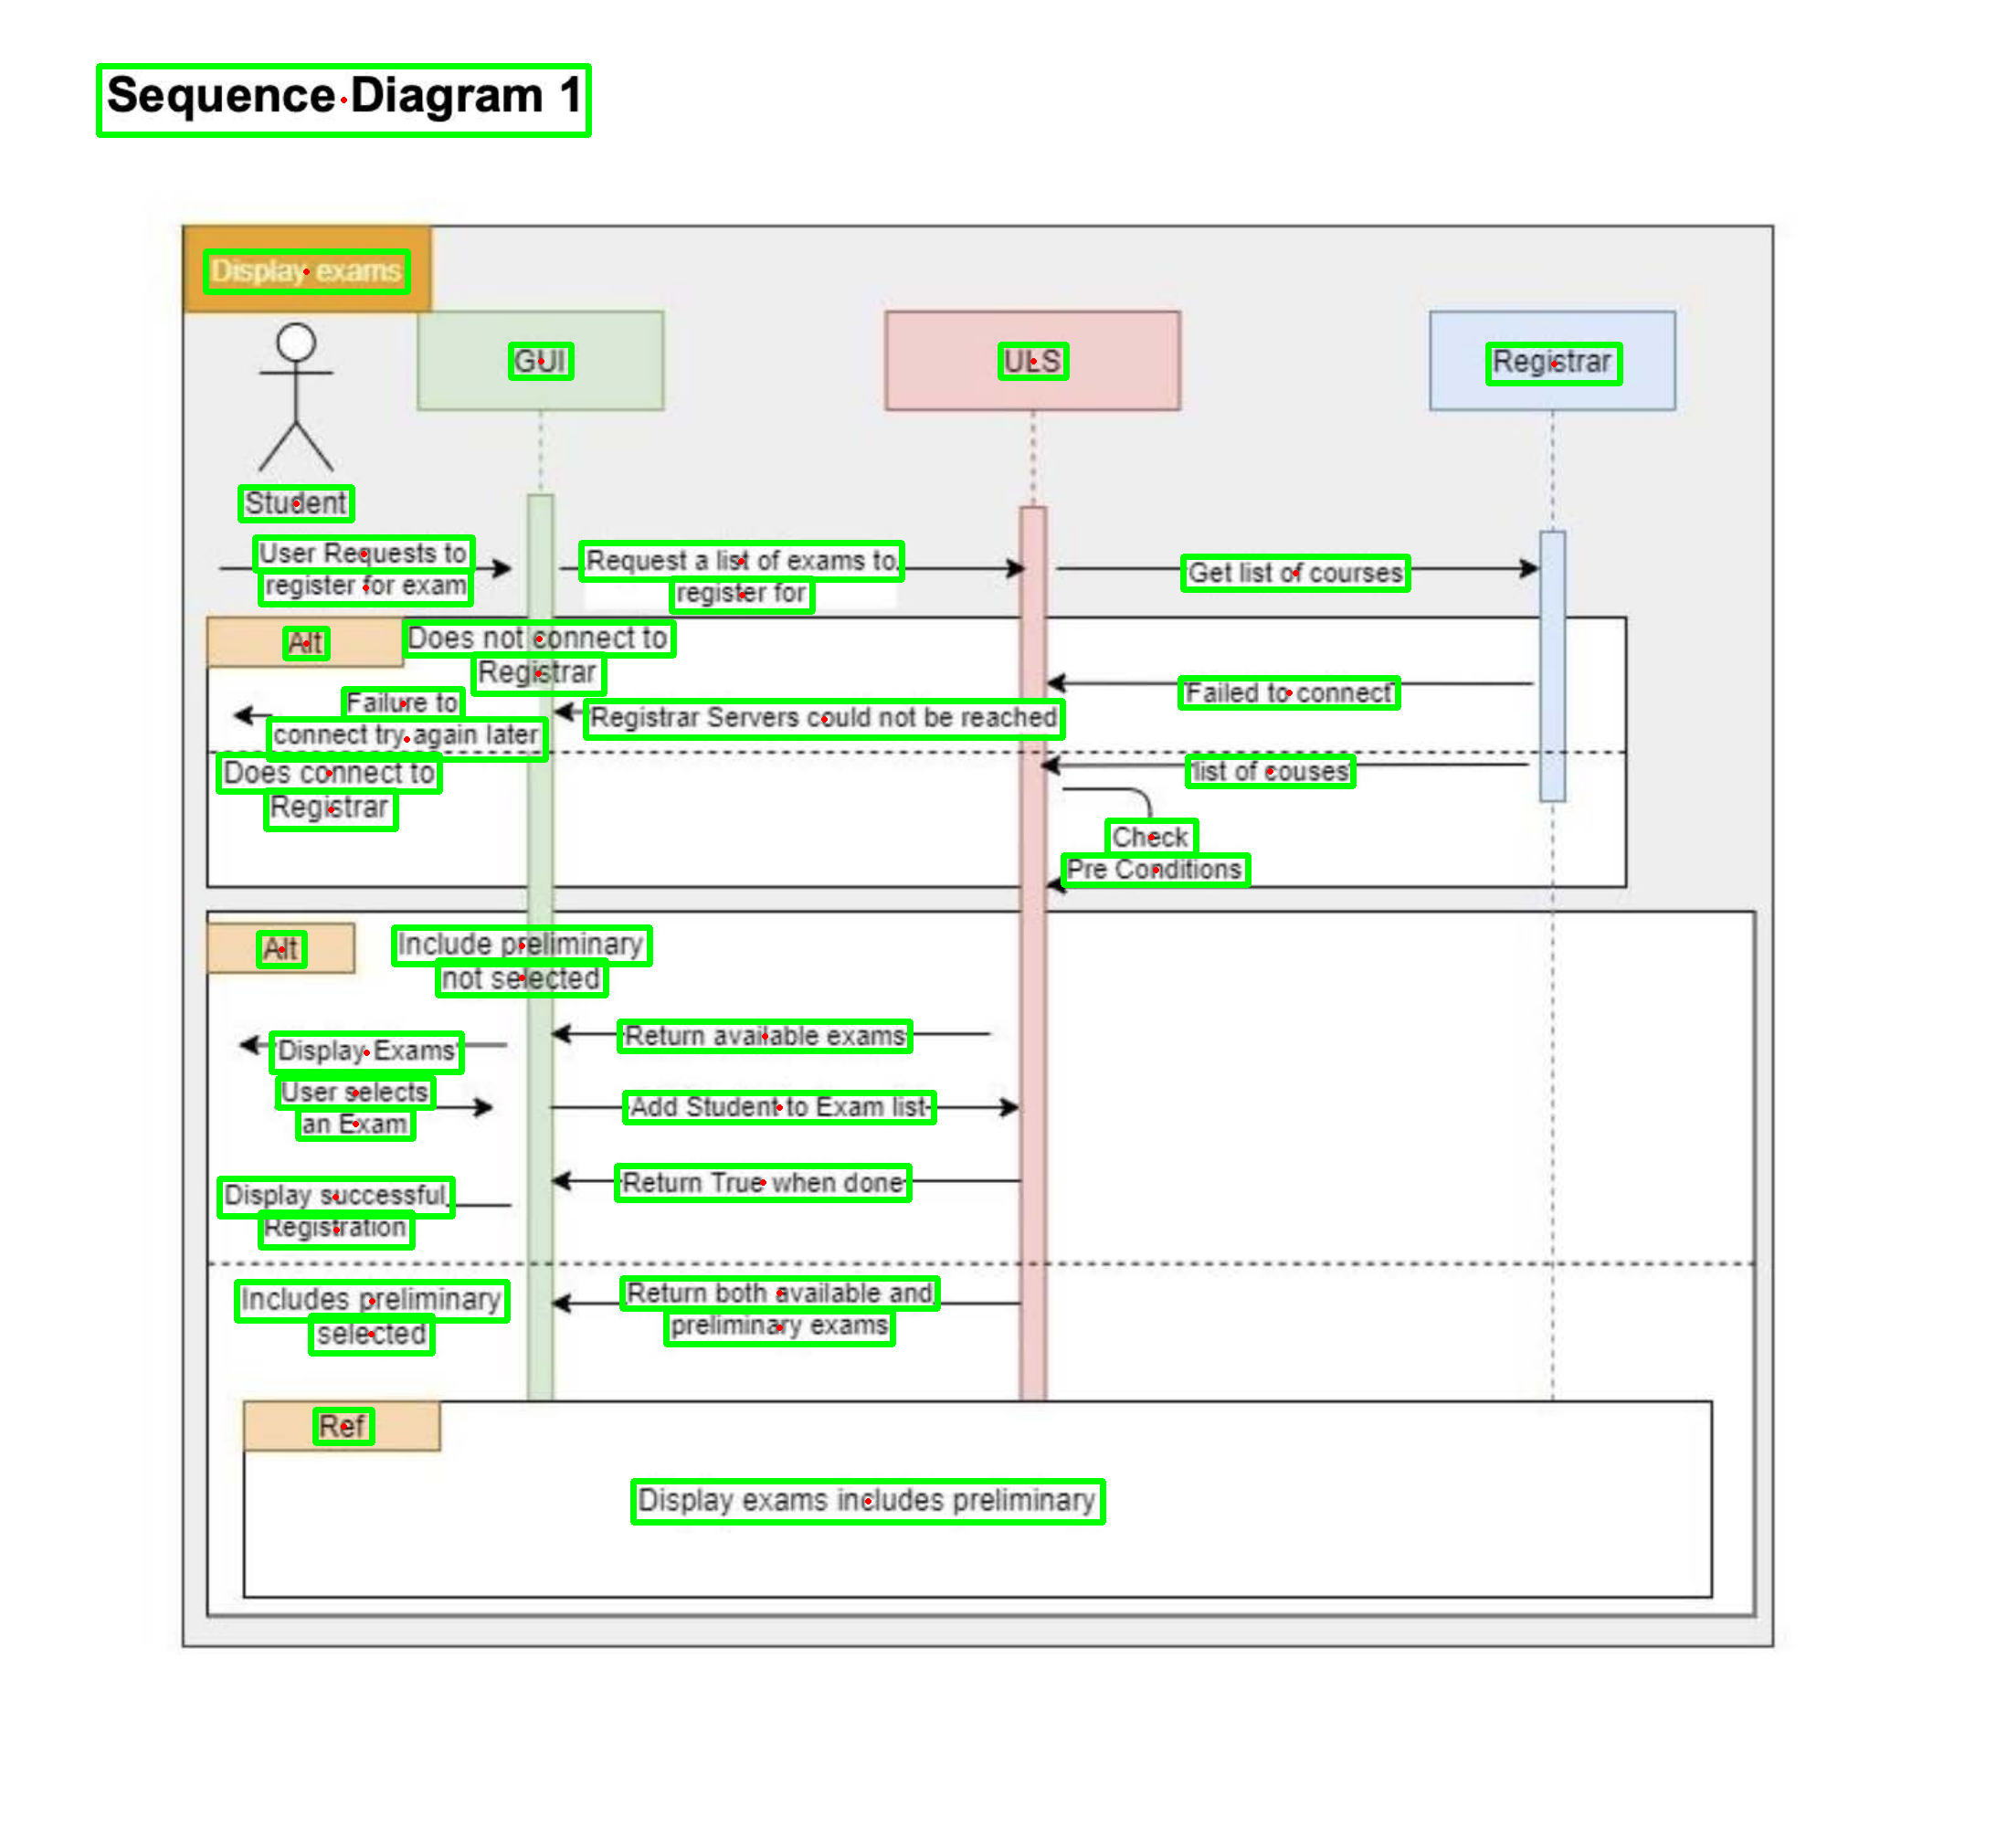 Sequence Diagram 1
Display exams
GUI
ULS
Registrar
Student
User Requests to
register for exam
Request a list of exams to
register for
Get list of courses
Alt
Does not connect to
Registrar
Failed to connect
Registrar Servers could not be reached
Failure to
connect try again later
Does connect to
Registrar
list of couses
Check
Pre Conditions
Alt
Include preliminary
not selected
Return available exams
Display Exams
User selects
an Exam
Add Student to Exam list
Return True when done
Display successful
Registration
Includes preliminary
selected
Return both available and
preliminary exams
Ref
Display exams includes preliminary